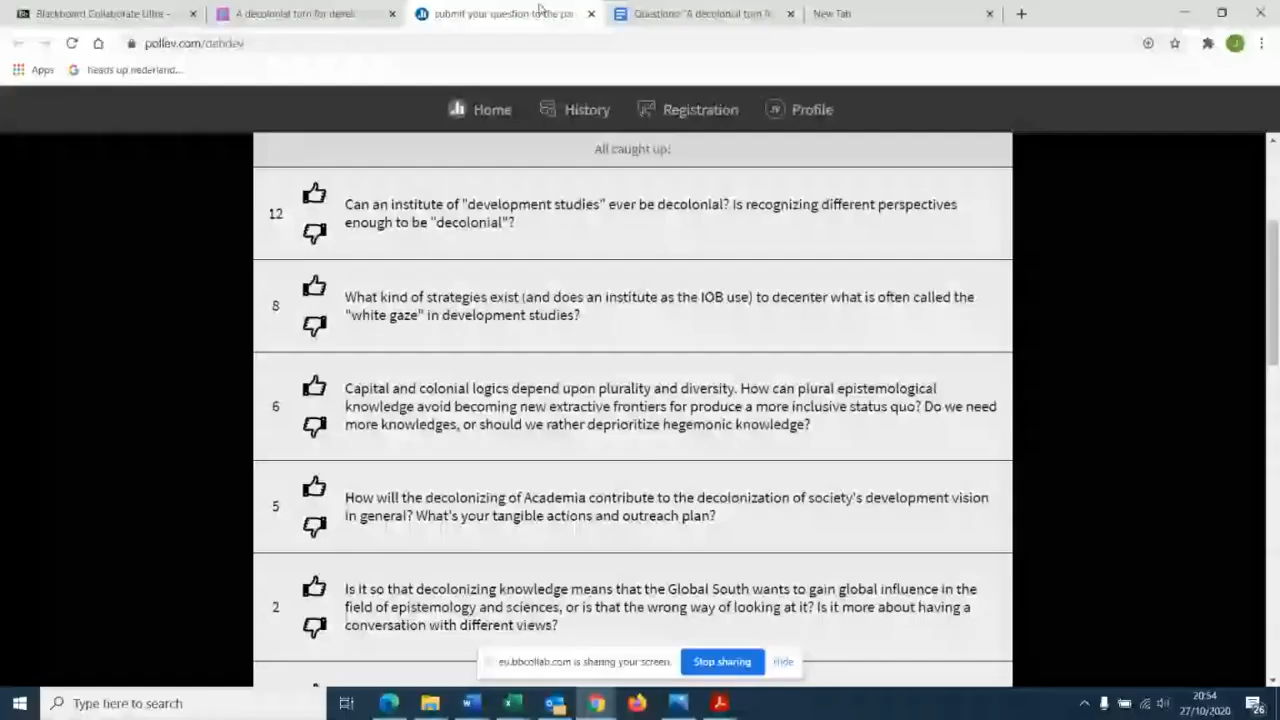 Blackboard Collaborate Ultra -
A decolonial turn for devel
submit your question to the pa
Questions "A decolonial turn f
New Tab
pollev.com/debdev
Apps
heads up nederland...
Home
History
Registration
Profile
All caught up!
12
Can an institute of "development studies" ever be decolonial? Is recognizing different perspectives
enough to be "decolonial"?
8
What kind of strategies exist (and does an institute as the IOB use) to decenter what is often called the
"white gaze" in development studies?
6
Capital and colonial logics depend upon plurality and diversity. How can plural epistemological
knowledge avoid becoming new extractive frontiers for produce a more inclusive status quo? Do we need
more knowledges, or should we rather deprioritize hegemonic knowledge?
5
How will the decolonizing of Academia contribute to the decolonization of society's development vision
in general? What's your tangible actions and outreach plan?
2
Is it so that decolonizing knowledge means that the Global South wants to gain global influence in the
field of epistemology and sciences, or is that the wrong way of looking at it? Is it more about having a
conversation with different views?
eu.bbcollab.com is sharing your screen.
Stop sharing
Hide
Type here to search
20:54
27/10/2020
26